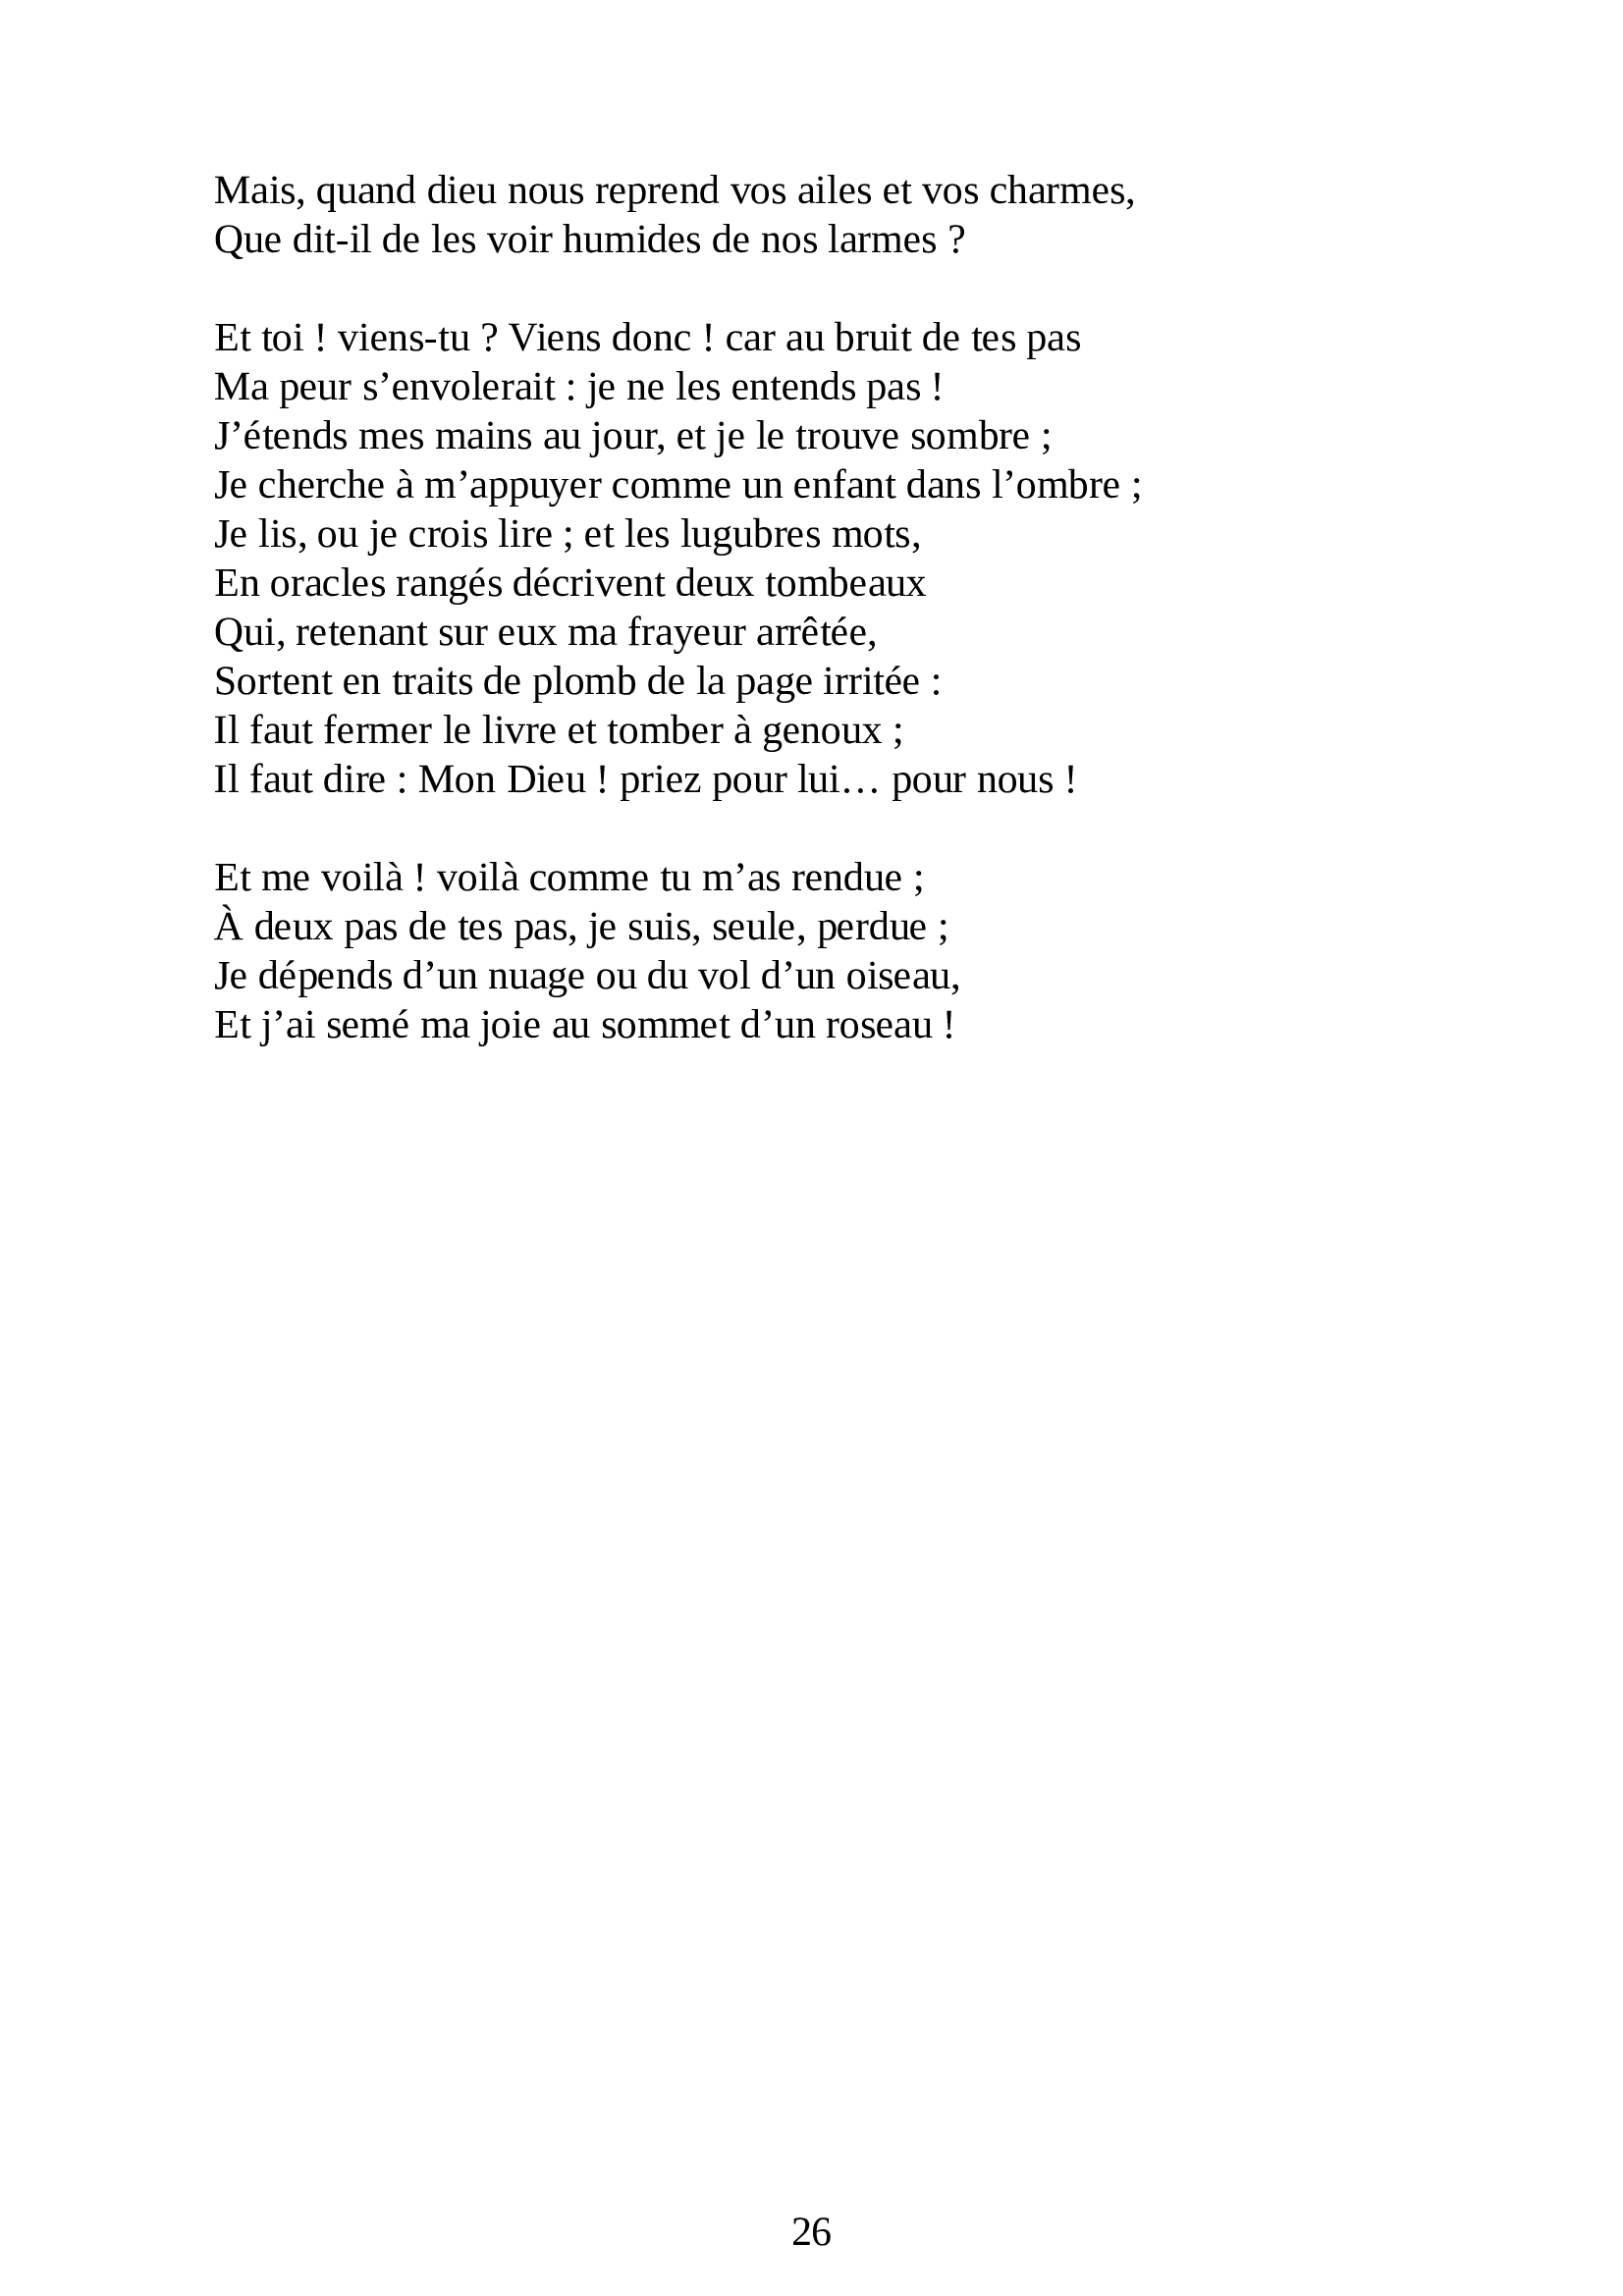 Mais, quand dieu nous reprend vos ailes et vos charmes,
Que dit-il de les voir humides de nos larmes ?

Et toi ! viens-tu ? Viens donc ! car au bruit de tes pas
Ma peur s’envolerait : je ne les entends pas !
J’étends mes mains au jour, et je le trouve sombre ;
Je cherche à m’appuyer comme un enfant dans l’ombre ;
Je lis, ou je crois lire ; et les lugubres mots,
En oracles rangés décrivent deux tombeaux
Qui, retenant sur eux ma frayeur arrêtée,
Sortent en traits de plomb de la page irritée :
Il faut fermer le livre et tomber à genoux ;
Il faut dire : Mon Dieu ! priez pour lui… pour nous !

Et me voilà ! voilà comme tu m’as rendue ;
À deux pas de tes pas, je suis, seule, perdue ;
Je dépends d’un nuage ou du vol d’un oiseau,
Et j’ai semé ma joie au sommet d’un roseau !

26